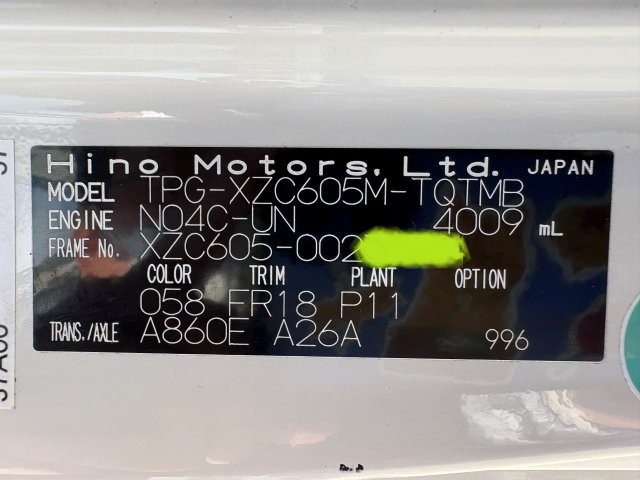 Hino Motors, Ltd. JAPAN
MODEL TPG-XZC605M-TQTMB
ENGINE N04C-UN 4009 mL
FRAME No. XZC605-002
COLOR TRIM PLANT OPTION
058 FR18 P11
TRANS./AXLE A860E A26A 996